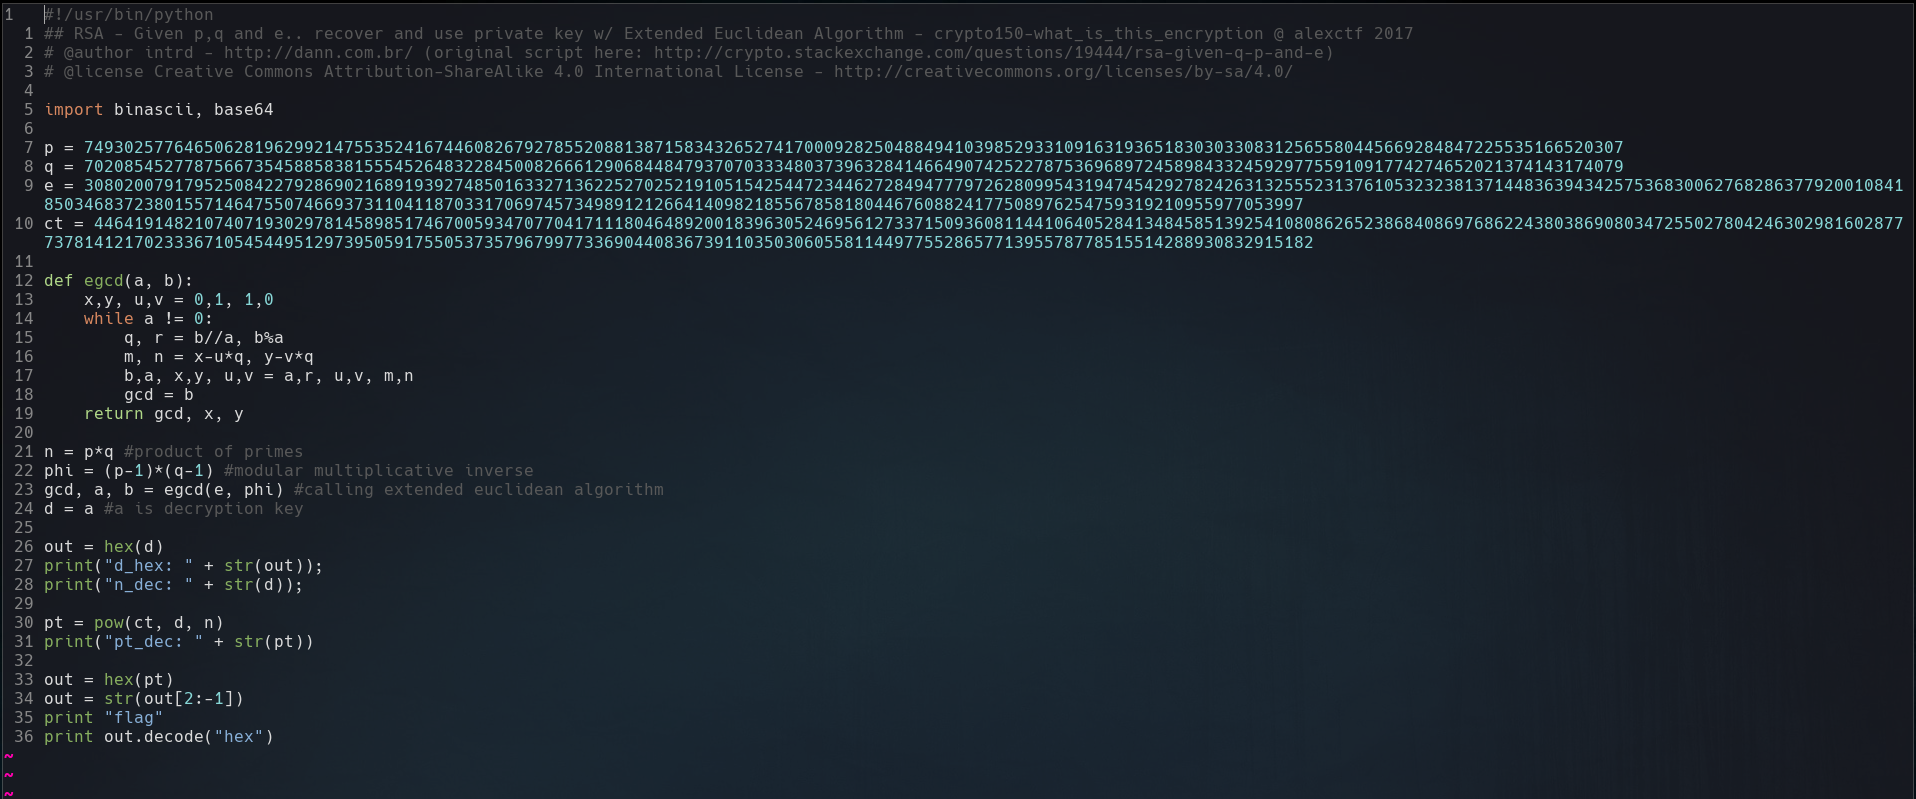 1 #!/usr/bin/python
1 ## RSA - Given p,q and e.. recover and use private key w/ Extended Euclidean Algorithm - crypto150-what_is_this_encryption @ alexctf 2017
2 # @author intrd - http://dann.com.br/ (original script here: http://crypto.stackexchange.com/questions/19444/rsa-given-q-p-and-e)
3 # @license Creative Commons Attribution-ShareAlike 4.0 International License - http://creativecommons.org/licenses/by-sa/4.0/
4
5 import binascii, base64
6
7 p = 7493025776465062819629921475535241674460826792785520881387158343265274170009282504884941039852933109163193651830303308312565580445669284847225535166520307
8 q = 7020854527787566735458858381555452648322845008266612906844847937070333480373963284146649074252278753696897245898433245929775591091774274652021374143174079
9 e = 30802007917952508422792869021689193927485016332713622527025219105154254472344627284947779726280995431947454292782426313255523137610532323813714483639434257536830062768286377920010841
850346837238015571464755074669373110411870331706974573498912126641409821855678581804467608824177508976254759319210955977053997
10 ct = 44641914821074071930297814589851746700593470770417111804648920018396305246956127337150936081144106405284134845851392541080862652386840869768622438038690803472550278042463029816028777
37814121702333671054544951297395059175505373579679977336904408367391103503060558114497755286577139557877851551428893083291518​2
11
12 def egcd(a, b):
13     x,y, u,v = 0,1, 1,0
14     while a != 0:
15         q, r = b//a, b%a
16         m, n = x-u*q, y-v*q
17         b,a, x,y, u,v = a,r, u,v, m,n
18         gcd = b
19     return gcd, x, y
20
21 n = p*q #product of primes
22 phi = (p-1)*(q-1) #modular multiplicative inverse
23 gcd, a, b = egcd(e, phi) #calling extended euclidean algorithm
24 d = a #a is decryption key
25
26 out = hex(d)
27 print("d_hex: " + str(out));
28 print("n_dec: " + str(d));
29
30 pt = pow(ct, d, n)
31 print("pt_dec: " + str(pt))
32
33 out = hex(pt)
34 out = str(out[2:-1])
35 print "flag"
36 print out.decode("hex")
~
~
~